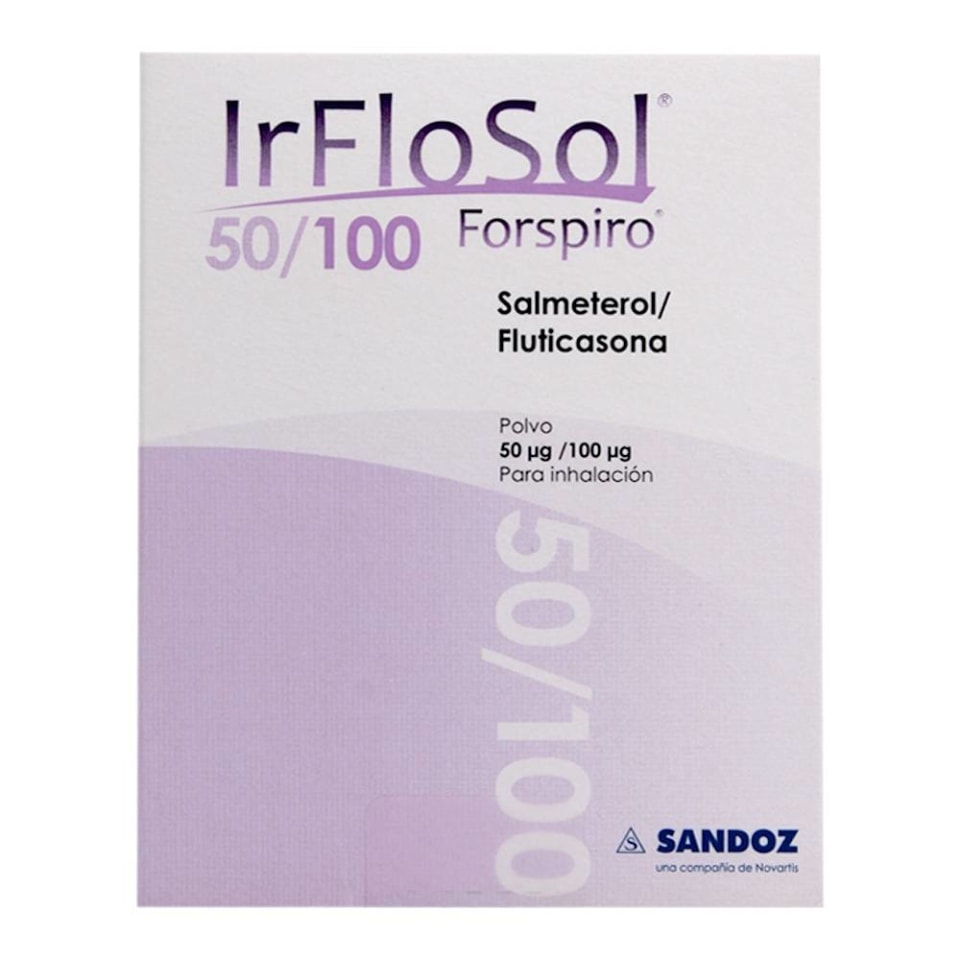 IrFloSol®
50/100 Forspiro®
Salmeterol/
Fluticasona
Polvo
50 µg /100 µg
Para inhalación
50/100
S SANDOZ
una compañía de Novartis